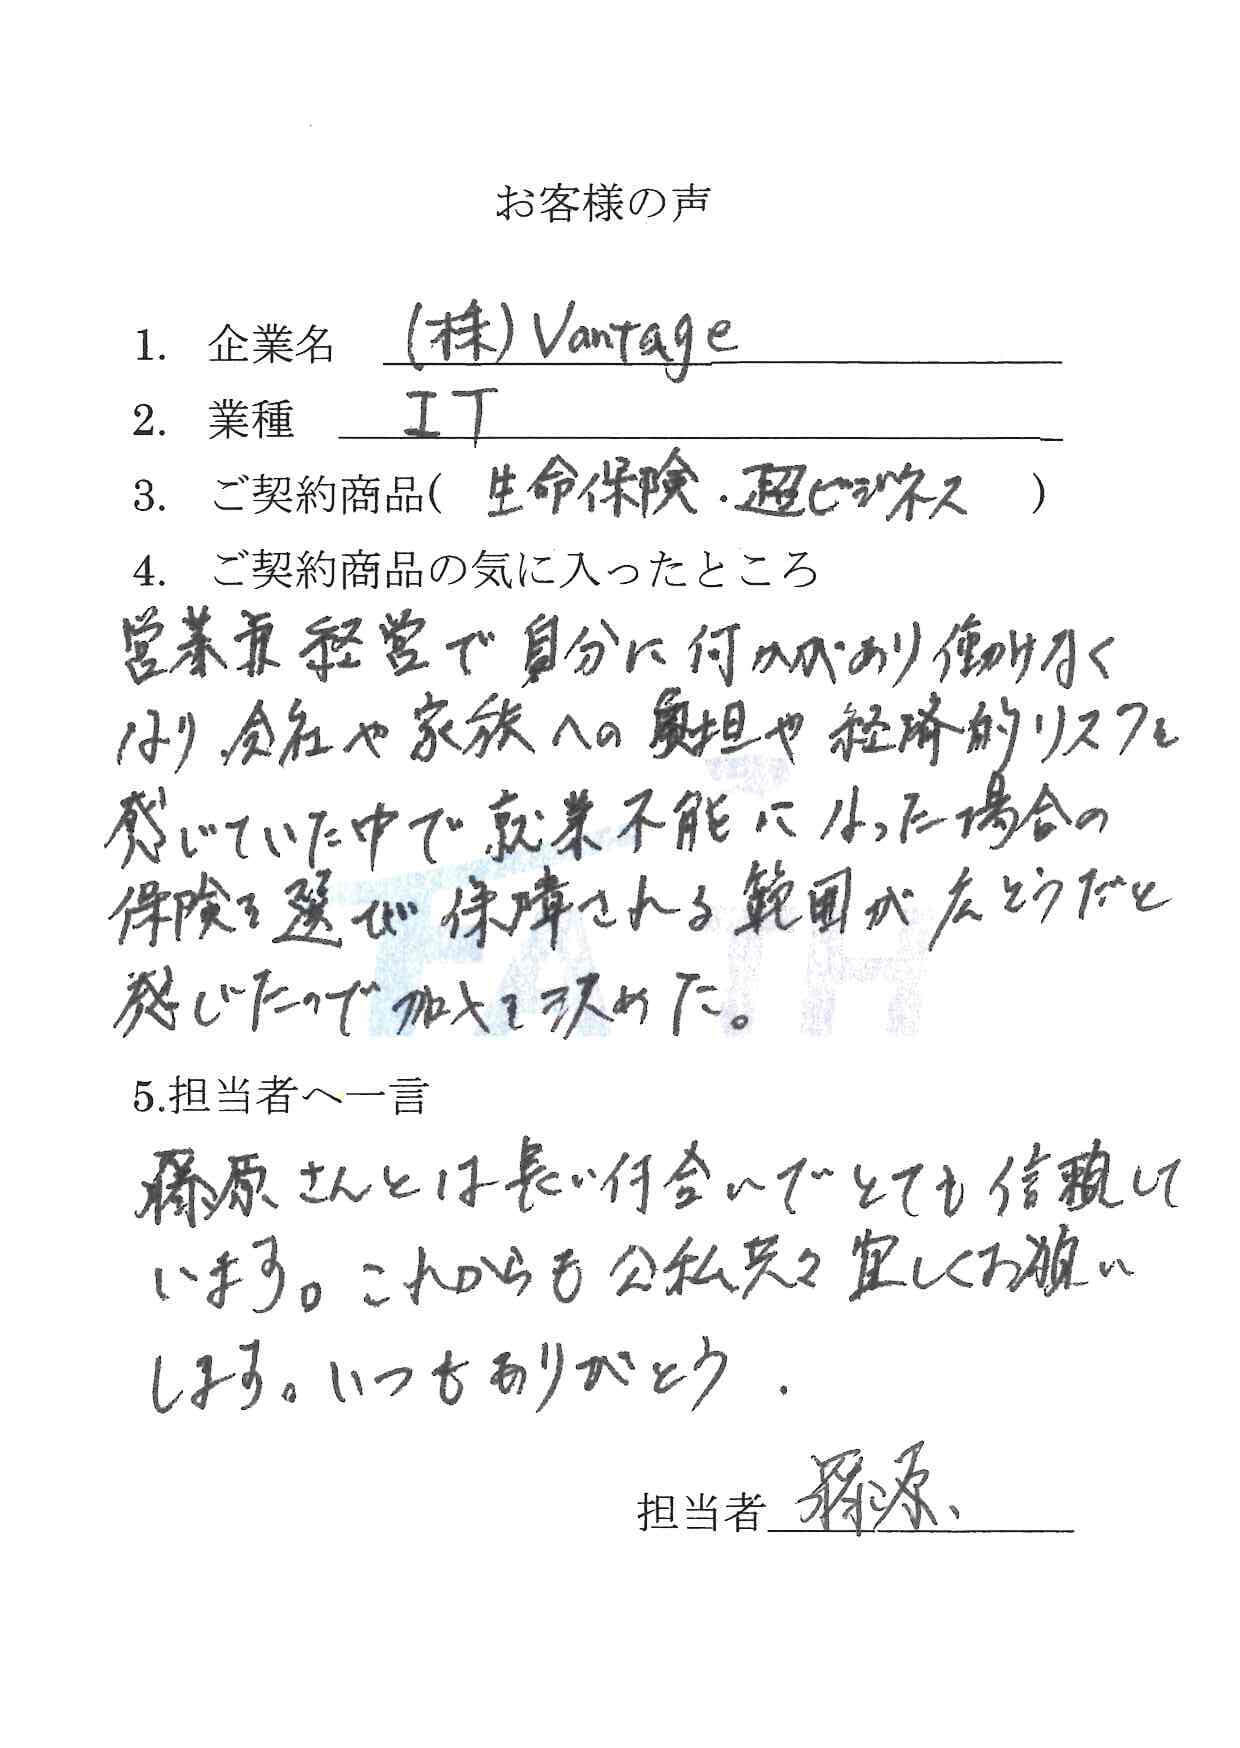 お客様の声
1. 企業名 (株)Vantage
2. 業種 IT
3. ご契約商品( 生命保険・超ビジネス )
4. ご契約商品の気に入ったところ
営業兼経営で自分に何かがあり働けなく
なり、会社や家族への負担や経済的リスクを
感じていた中で就業不能になった場合の
保険を選び保障される範囲が広そうだと
感じたので加入を決めた。
5.担当者へ一言
藤原さんとは長い付合いでとても信頼して
います。これからも公私共々宜しくお願い
します。いつもありがとう.
担当者 藤原